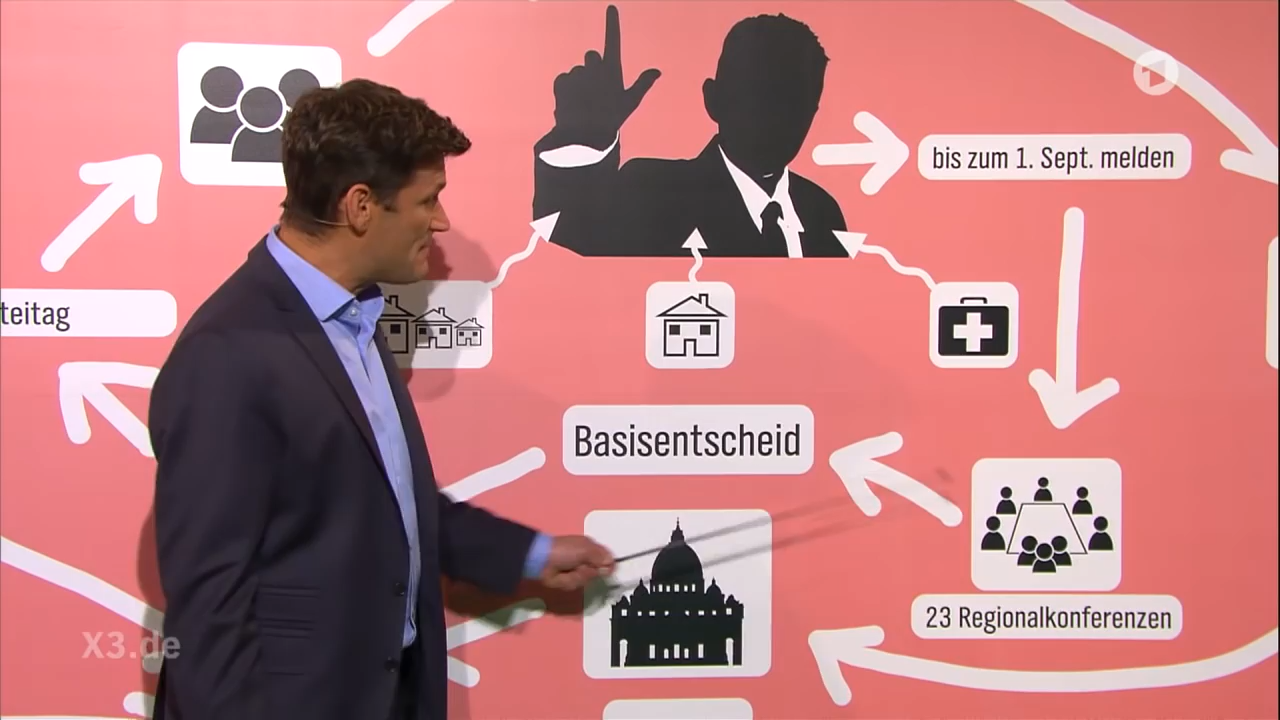 bis zum 1. Sept. melden
teitag
Basisentscheid
23 Regionalkonferenzen
X3.de